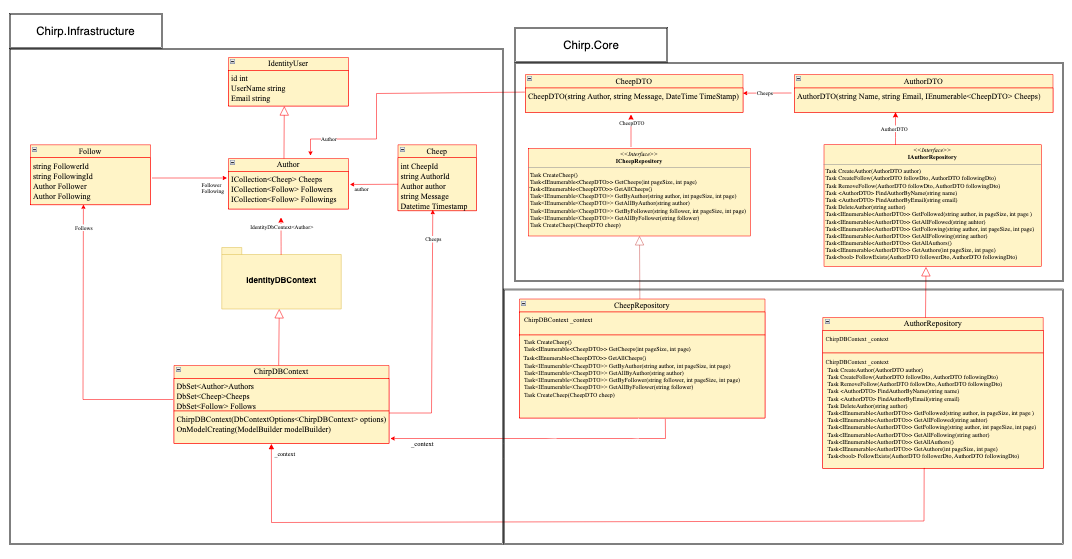 Chirp.Infrastructure
IdentityUser
id int
UserName string
Email string
Follow
string FollowerId
string FollowingId
Author Follower
Author Following
Follower
Following
Author
ICollection<Cheep> Cheeps
ICollection<Follow> Followers
ICollection<Follow> Followings
Author
author
Cheep
int CheepId
string AuthorId
Author author
string Message
Datetime Timestamp
Follows
IdentityDbContext<Author>
Cheeps
IdentityDBContext
ChirpDBContext
DbSet<Author>Authors
DbSet<Cheep>Cheeps
DbSet<Follow> Follows
ChirpDBContext(DbContextOptions<ChirpDBContext> options)
OnModelCreating(ModelBuilder modelBuilder)
_context
_context
Chirp.Core
CheepDTO
CheepDTO(string Author, string Message, DateTime TimeStamp)
Cheeps
AuthorDTO
AuthorDTO(string Name, string Email, IEnumerable<CheepDTO> Cheeps)
CheepDTO
AuthorDTO
<<Interface>>
ICheepRepository
Task CreateCheep()
Task<IEnumerable<CheepDTO>> GetCheeps(int pageSize, int page)
Task<IEnumerable<CheepDTO>> GetAllCheeps()
Task<IEnumerable<CheepDTO>> GetByAuthor(string author, int pageSize, int page)
Task<IEnumerable<CheepDTO>> GetAllByAuthor(string author)
Task<IEnumerable<CheepDTO>> GetByFollower(string follower, int pageSize, int page)
Task<IEnumerable<CheepDTO>> GetAllByFollower(string follower)
Task CreateCheep(CheepDTO cheep)
<<Interface>>
IAuthorRepository
Task CreateAuthor(AuthorDTO author)
Task CreateFollow(AuthorDTO followDto, AuthorDTO followingDto)
Task RemoveFollow(AuthorDTO followDto, AuthorDTO followingDto)
Task <AuthorDTO> FindAuthorByName(string name)
Task <AuthorDTO> FindAuthorByEmail(string email)
Task DeleteAuthor(string author)
Task<IEnumerable<AuthorDTO>> GetFollowed(string author, in pageSize, int page )
Task<IEnumerable<AuthorDTO>> GetAllFollowed(string auhtor)
Task<IEnumerable<AuthorDTO>> GetFollowing(string author, int pageSize, int page)
Task<IEnumerable<AuthorDTO>> GetAllFollowing(string author)
Task<IEnumerable<AuthorDTO>> GetAllAuthors()
Task<IEnumerable<AuthorDTO>> GetAuthors(int pageSize, int page)
Task<bool> FollowExists(AuthorDTO followerDto, AuthorDTO followingDto)
CheepRepository
ChirpDBContext _context
Task CreateCheep()
Task<IEnumerable<CheepDTO>> GetCheeps(int pageSize, int page)
Task<IEnumerable<CheepDTO>> GetAllCheeps()
Task<IEnumerable<CheepDTO>> GetByAuthor(string author, int pageSize, int page)
Task<IEnumerable<CheepDTO>> GetAllByAuthor(string author)
Task<IEnumerable<CheepDTO>> GetByFollower(string follower, int pageSize, int page)
Task<IEnumerable<CheepDTO>> GetAllByFollower(string follower)
Task CreateCheep(CheepDTO cheep)
AuthorRepository
ChirpDBContext _context
ChirpDBContext _context
Task CreateAuthor(AuthorDTO author)
Task CreateFollow(AuthorDTO followDto, AuthorDTO followingDto)
Task RemoveFollow(AuthorDTO followDto, AuthorDTO followingDto)
Task <AuthorDTO> FindAuthorByName(string name)
Task <AuthorDTO> FindAuthorByEmail(string email)
Task DeleteAuthor(string author)
Task<IEnumerable<AuthorDTO>> GetFollowed(string author, in pageSize, int page )
Task<IEnumerable<AuthorDTO>> GetAllFollowed(string auhtor)
Task<IEnumerable<AuthorDTO>> GetFollowing(string author, int pageSize, int page)
Task<IEnumerable<AuthorDTO>> GetAllFollowing(string author)
Task<IEnumerable<AuthorDTO>> GetAllAuthors()
Task<IEnumerable<AuthorDTO>> GetAuthors(int pageSize, int page)
Task<bool> FollowExists(AuthorDTO followerDto, AuthorDTO followingDto)